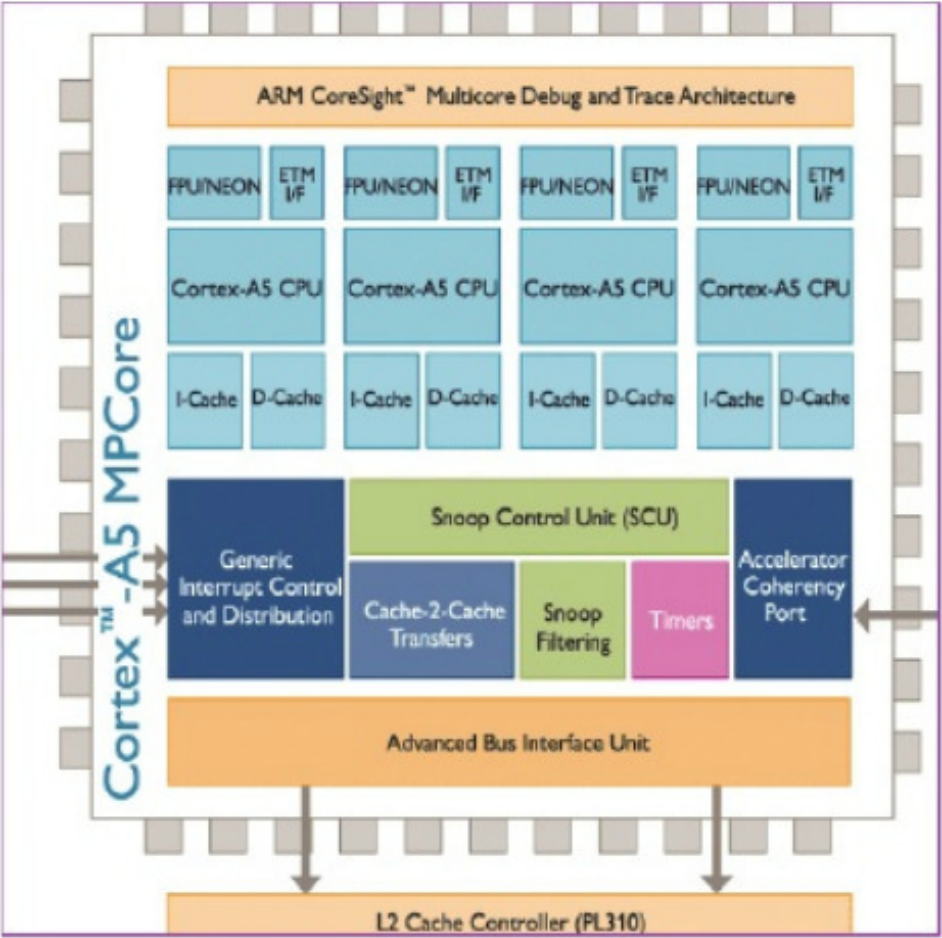 ARM CoreSight™ Multicore Debug and Trace Architecture
FPU/NEON
ETM
I/F
FPU/NEON
ETM
I/F
FPU/NEON
ETM
I/F
FPU/NEON
ETM
I/F
Cortex-A5 CPU
Cortex-A5 CPU
Cortex-A5 CPU
Cortex-A5 CPU
I-Cache
D-Cache
I-Cache
D-Cache
I-Cache
D-Cache
I-Cache
D-Cache
Cortex™-A5 MPCore
Generic
Interrupt Control
and Distribution
Snoop Control Unit (SCU)
Cache-2-Cache
Transfers
Snoop
Filtering
Timers
Accelerator
Coherency
Port
Advanced Bus Interface Unit
L2 Cache Controller (PL310)